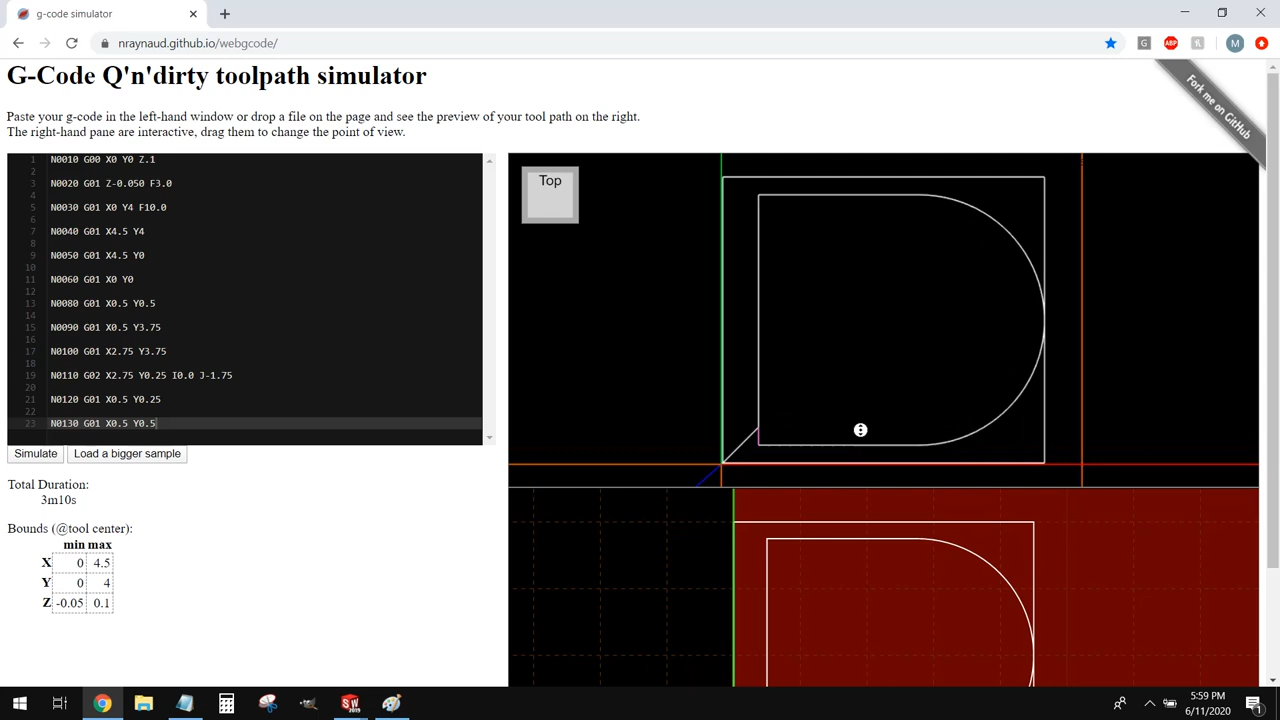 g-code simulator
nraynaud.github.io/webgcode/
G
ABP
M
G-Code Q'n'dirty toolpath simulator
Fork me on GitHub
Paste your g-code in the left-hand window or drop a file on the page and see the preview of your tool path on the right.
The right-hand pane are interactive, drag them to change the point of view.
1 N0010 G00 X0 Y0 Z.1
2
3 N0020 G01 Z-0.050 F3.0
4
5 N0030 G01 X0 Y4 F10.0
6
7 N0040 G01 X4.5 Y4
8
9 N0050 G01 X4.5 Y0
10
11 N0060 G01 X0 Y0
12
13 N0080 G01 X0.5 Y0.5
14
15 N0090 G01 X0.5 Y3.75
16
17 N0100 G01 X2.75 Y3.75
18
19 N0110 G02 X2.75 Y0.25 I0.0 J-1.75
20
21 N0120 G01 X0.5 Y0.25
22
23 N0130 G01 X0.5 Y0.5
Top
Simulate Load a bigger sample
Total Duration:
3m10s
Bounds (@tool center):
min max
X 0 4.5
Y 0 4
Z -0.05 0.1
SW
2019
5:59 PM
6/11/2020
1